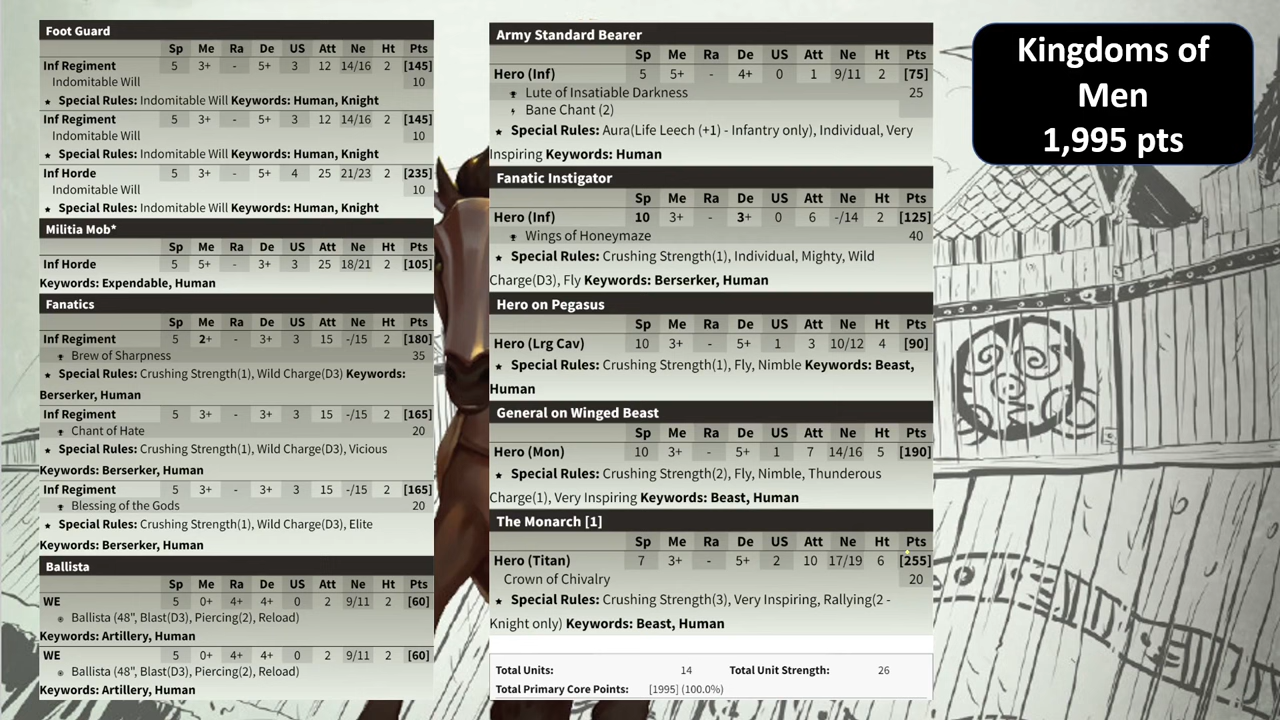 Foot Guard
Sp Me Ra De US Att Ne Ht Pts
Inf Regiment 5 3+ - 5+ 3 12 14/16 2 [145]
Indomitable Will 10
Special Rules: Indomitable Will Keywords: Human, Knight
Inf Regiment 5 3+ - 5+ 3 12 14/16 2 [145]
Indomitable Will 10
Special Rules: Indomitable Will Keywords: Human, Knight
Inf Horde 5 3+ - 5+ 4 25 21/23 2 [235]
Indomitable Will 10
Special Rules: Indomitable Will Keywords: Human, Knight
Militia Mob*
Sp Me Ra De US Att Ne Ht Pts
Inf Horde 5 5+ - 3+ 3 25 18/21 2 [105]
Keywords: Expendable, Human
Fanatics
Sp Me Ra De US Att Ne Ht Pts
Inf Regiment 5 2+ - 3+ 3 15 -/15 2 [180]
Brew of Sharpness 35
Special Rules: Crushing Strength(1), Wild Charge(D3) Keywords:
Berserker, Human
Inf Regiment 5 3+ - 3+ 3 15 -/15 2 [165]
Chant of Hate 20
Special Rules: Crushing Strength(1), Wild Charge(D3), Vicious
Keywords: Berserker, Human
Inf Regiment 5 3+ - 3+ 3 15 -/15 2 [165]
Blessing of the Gods 20
Special Rules: Crushing Strength(1), Wild Charge(D3), Elite
Keywords: Berserker, Human
Ballista
Sp Me Ra De US Att Ne Ht Pts
WE 5 0+ 4+ 4+ 0 2 9/11 2 [60]
Ballista (48", Blast(D3), Piercing(2), Reload)
Keywords: Artillery, Human
WE 5 0+ 4+ 4+ 0 2 9/11 2 [60]
Ballista (48", Blast(D3), Piercing(2), Reload)
Keywords: Artillery, Human
Army Standard Bearer
Sp Me Ra De US Att Ne Ht Pts
Hero (Inf) 5 5+ - 4+ 0 1 9/11 2 [75]
Lute of Insatiable Darkness 25
Bane Chant (2)
Special Rules: Aura(Life Leech (+1) - Infantry only), Individual, Very
Inspiring Keywords: Human
Fanatic Instigator
Sp Me Ra De US Att Ne Ht Pts
Hero (Inf) 10 3+ - 3+ 0 6 -/14 2 [125]
Wings of Honeymaze 40
Special Rules: Crushing Strength(1), Individual, Mighty, Wild
Charge(D3), Fly Keywords: Berserker, Human
Hero on Pegasus
Sp Me Ra De US Att Ne Ht Pts
Hero (Lrg Cav) 10 3+ - 5+ 1 3 10/12 4 [90]
Special Rules: Crushing Strength(1), Fly, Nimble Keywords: Beast,
Human
General on Winged Beast
Sp Me Ra De US Att Ne Ht Pts
Hero (Mon) 10 3+ - 5+ 1 7 14/16 5 [190]
Special Rules: Crushing Strength(2), Fly, Nimble, Thunderous
Charge(1), Very Inspiring Keywords: Beast, Human
The Monarch [1]
Sp Me Ra De US Att Ne Ht Pts
Hero (Titan) 7 3+ - 5+ 2 10 17/19 6 [255]
Crown of Chivalry 20
Special Rules: Crushing Strength(3), Very Inspiring, Rallying(2 -
Knight only) Keywords: Beast, Human
Total Units: 14 Total Unit Strength: 26
Total Primary Core Points: [1995] (100.0%)
Kingdoms of
Men
1,995 pts